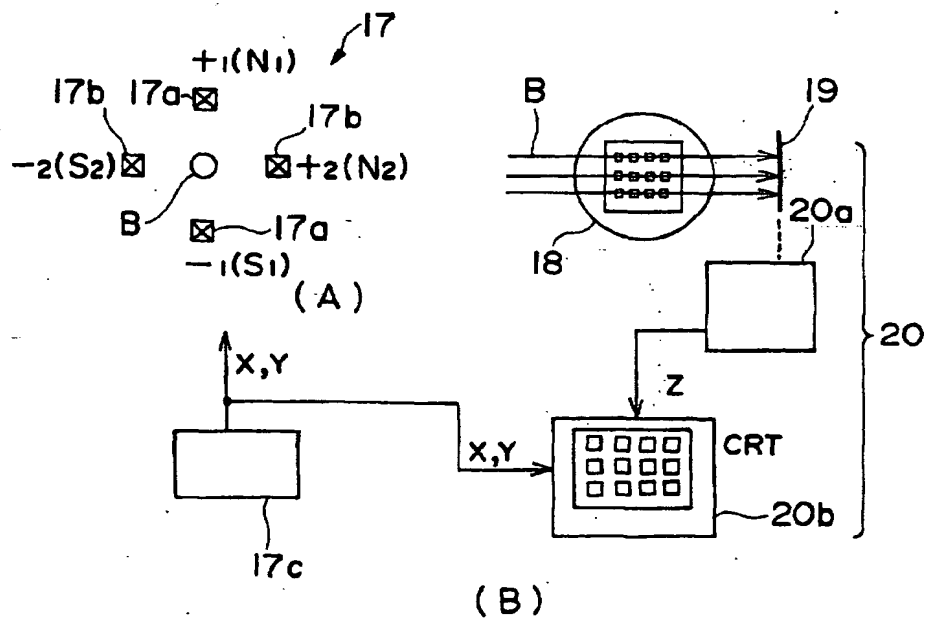 17
+1(N1)
17b 17a
17b
-2(S2)
+2(N2)
B
17a
-1(S1)
(A)
B
19
18
20a
20
X,Y
Z
X,Y
CRT
20b
17c
(B)